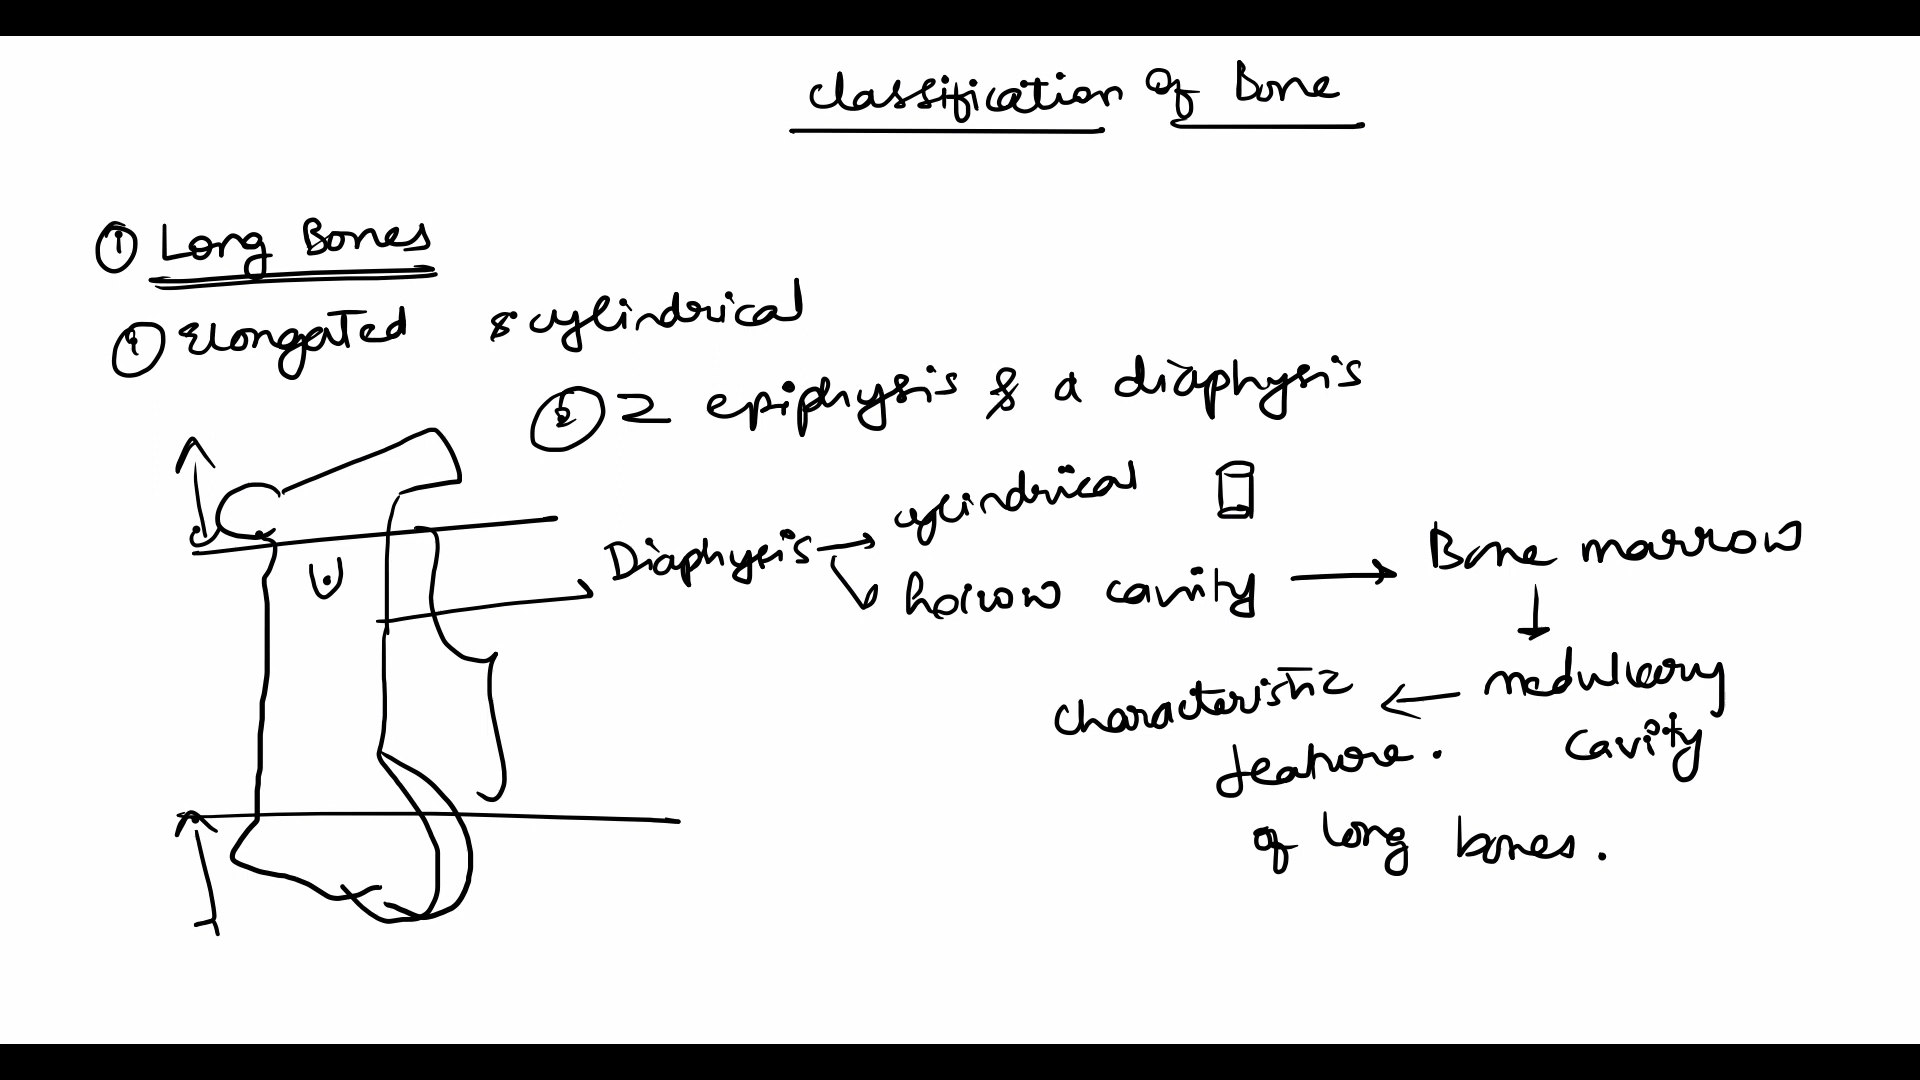 Classification Of Bone
① Long Bones
① Elongated & cylindrical
② 2 epiphysis & a diaphysis
Diaphysis → cylindrical
hollow cavity → Bone marrow
↓
medullary cavity
← characteristic feature.
of long bones.